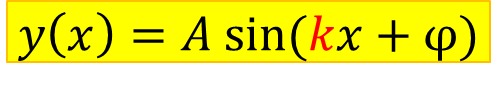 y(x) = A sin(kx + φ)